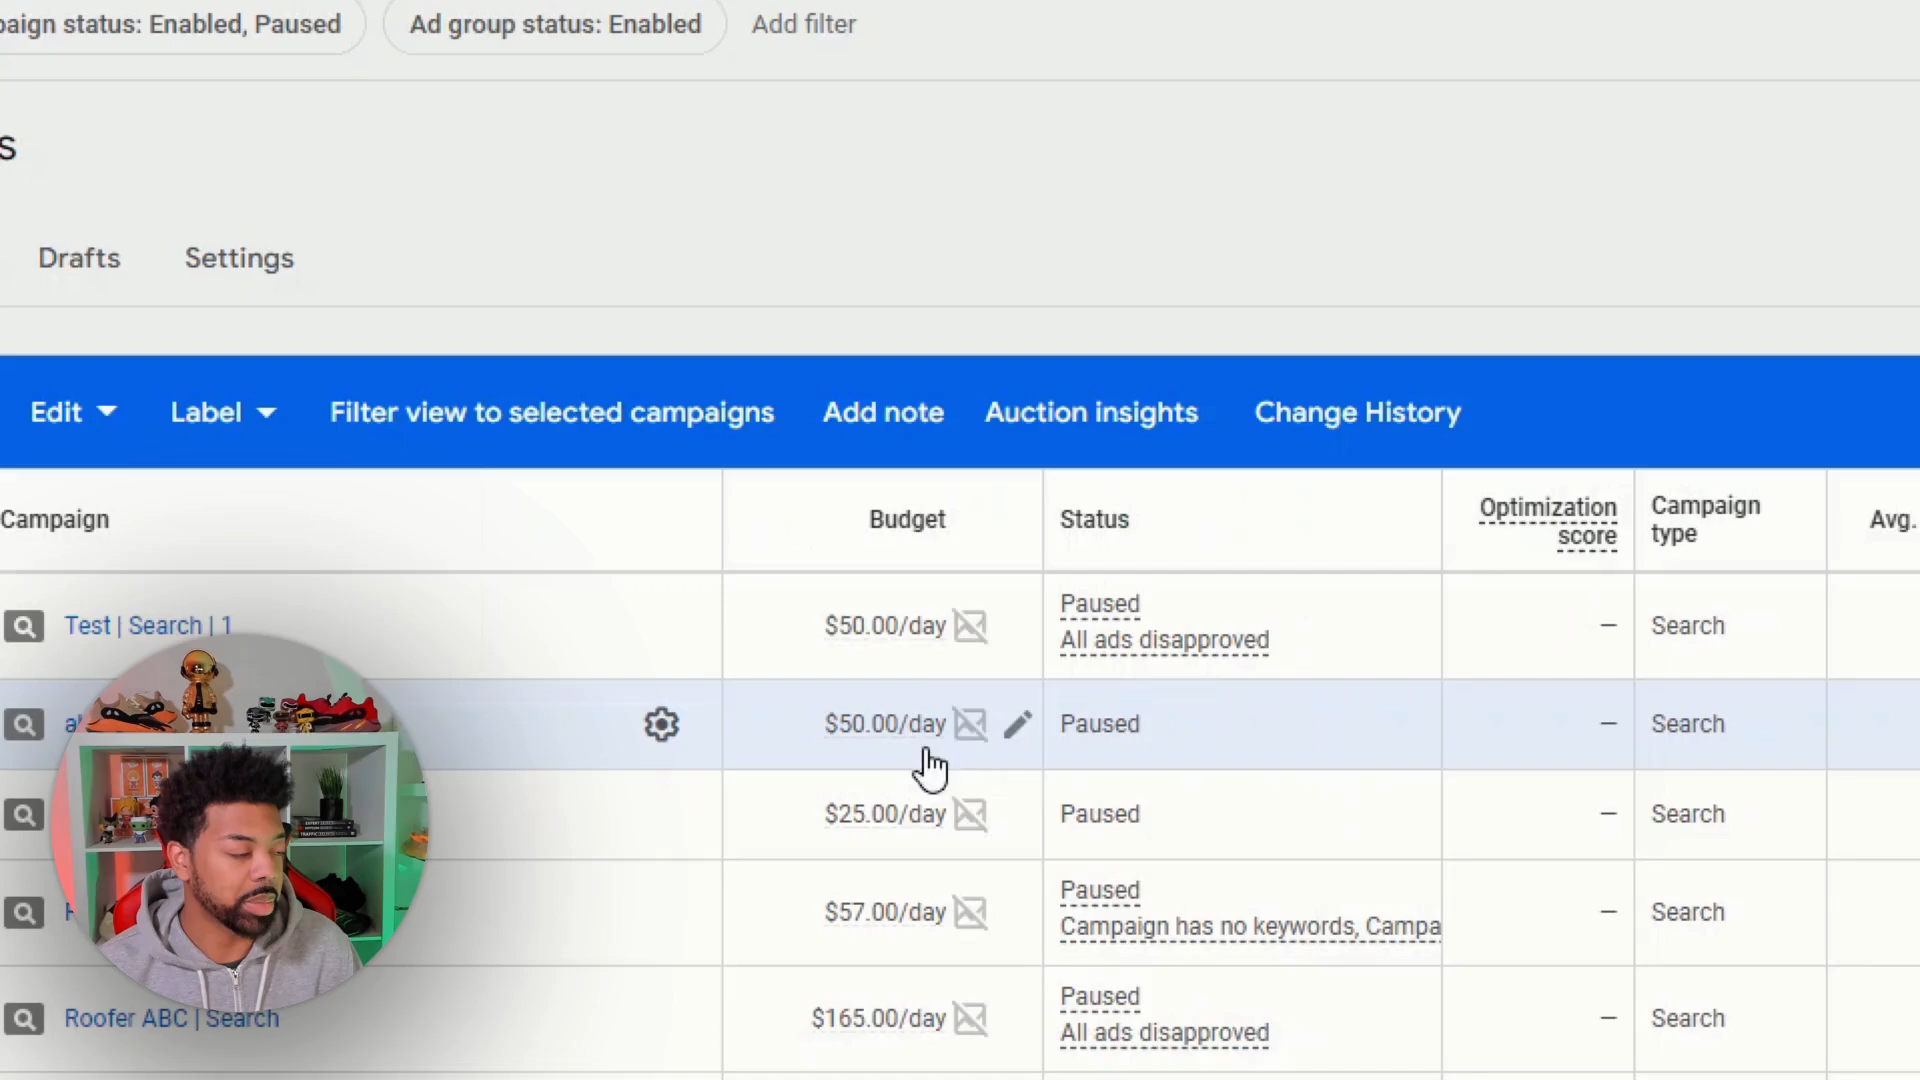 aign status: Enabled, Paused
Ad group status: Enabled
Add filter
s
Drafts
Settings
Edit
Label
Filter view to selected campaigns
Add note
Auction insights
Change History
Campaign
Budget
Status
Optimization
score
Campaign
type
Avg.
Test | Search | 1
$50.00/day
Paused
All ads disapproved
—
Search
$50.00/day
Paused
—
Search
$25.00/day
Paused
—
Search
$57.00/day
Paused
Campaign has no keywords, Campa
—
Search
Roofer ABC | Search
$165.00/day
Paused
All ads disapproved
—
Search